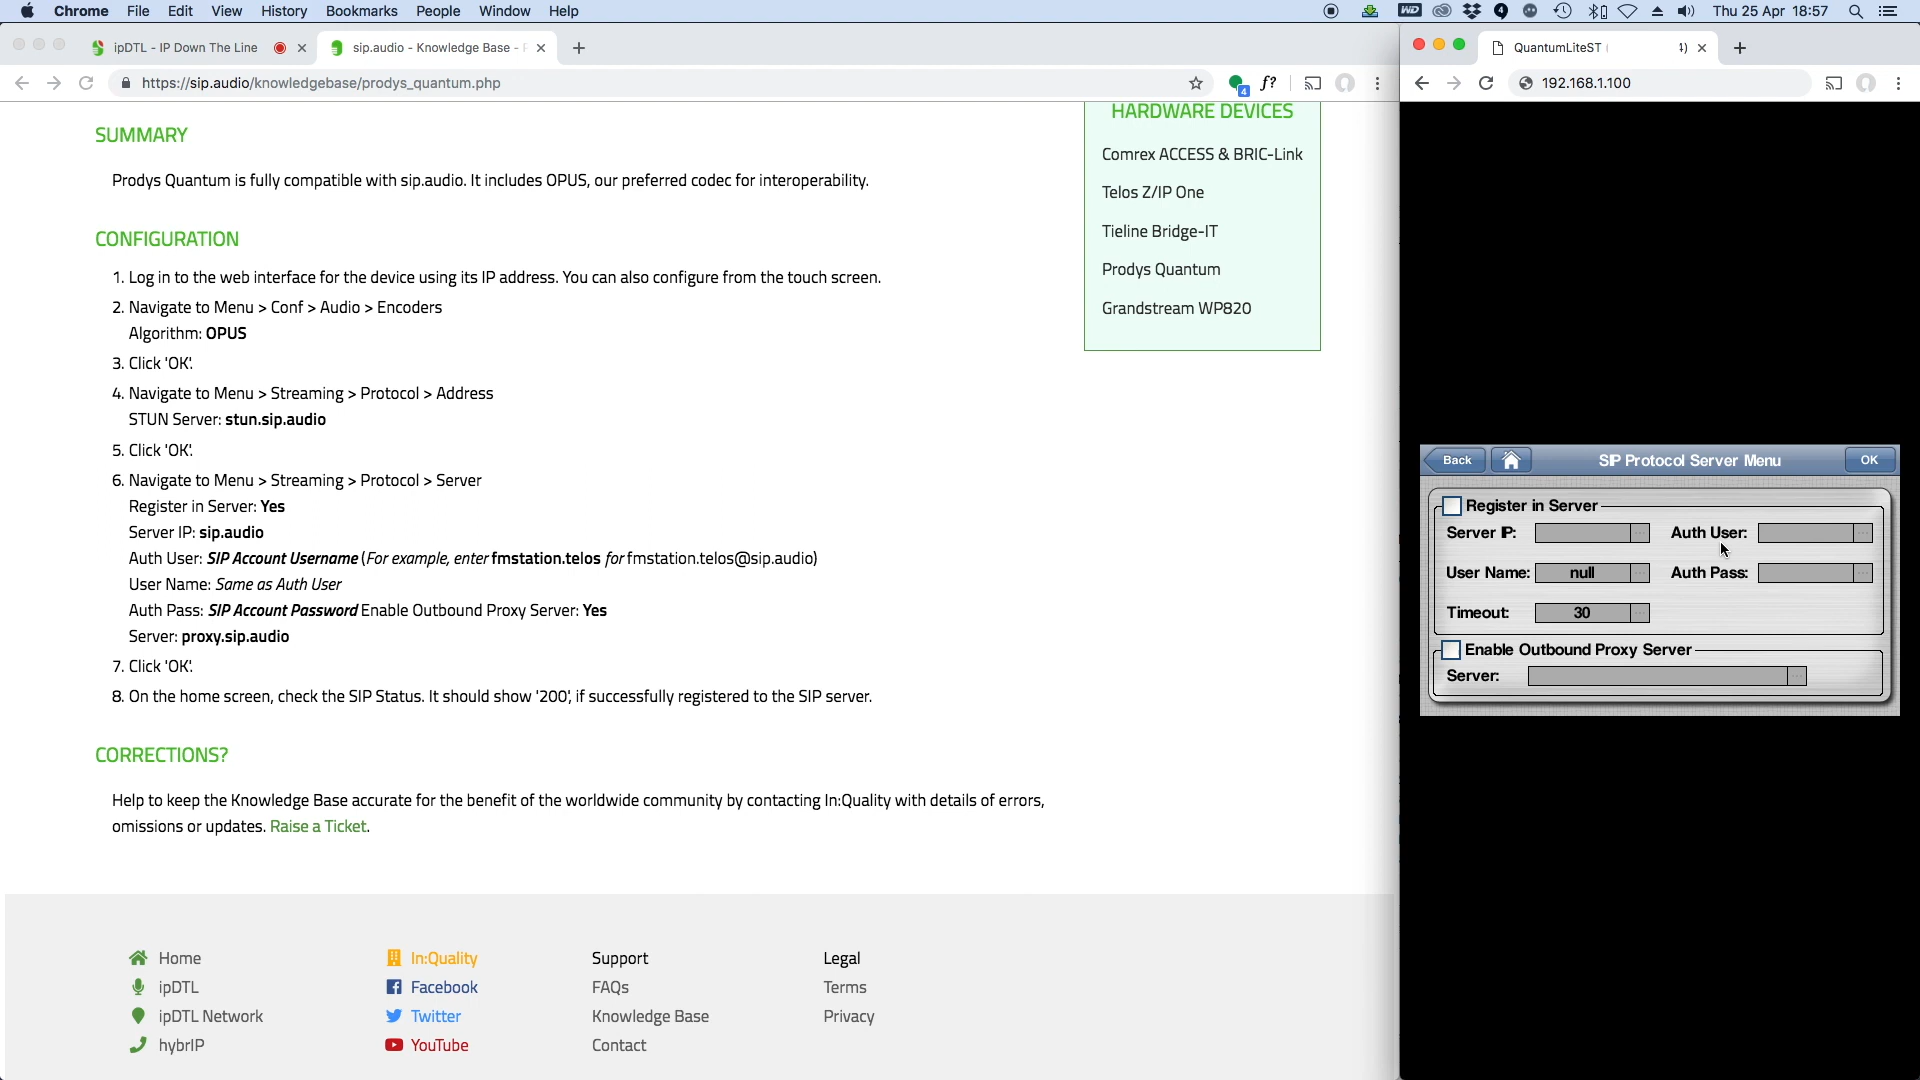 Chrome File Edit View History Bookmarks People Window Help
WD
4
Thu 25 Apr 18:57
ipDTL - IP Down The Line
sip.audio - Knowledge Base -
https://sip.audio/knowledgebase/prodys_quantum.php
4
f?
SUMMARY
Prodys Quantum is fully compatible with sip.audio. It includes OPUS, our preferred codec for interoperability.
CONFIGURATION
1. Log in to the web interface for the device using its IP address. You can also configure from the touch screen.
2. Navigate to Menu > Conf > Audio > Encoders
Algorithm: OPUS
3. Click 'OK'.
4. Navigate to Menu > Streaming > Protocol > Address
STUN Server: stun.sip.audio
5. Click 'OK'.
6. Navigate to Menu > Streaming > Protocol > Server
Register in Server: Yes
Server IP: sip.audio
Auth User: SIP Account Username (For example, enter fmstation.telos for fmstation.telos@sip.audio)
User Name: Same as Auth User
Auth Pass: SIP Account Password Enable Outbound Proxy Server: Yes
Server: proxy.sip.audio
7. Click 'OK'.
8. On the home screen, check the SIP Status. It should show '200', if successfully registered to the SIP server.
CORRECTIONS?
Help to keep the Knowledge Base accurate for the benefit of the worldwide community by contacting In:Quality with details of errors,
omissions or updates. Raise a Ticket.
HARDWARE DEVICES
Comrex ACCESS & BRIC-Link
Telos Z/IP One
Tieline Bridge-IT
Prodys Quantum
Grandstream WP820
Home
ipDTL
ipDTL Network
hybrIP
In:Quality
Facebook
Twitter
YouTube
Support
FAQs
Knowledge Base
Contact
Legal
Terms
Privacy
QuantumLiteST
192.168.1.100
Back
SIP Protocol Server Menu
OK
Register in Server
Server IP:
Auth User:
User Name: null
Auth Pass:
Timeout: 30
Enable Outbound Proxy Server
Server: